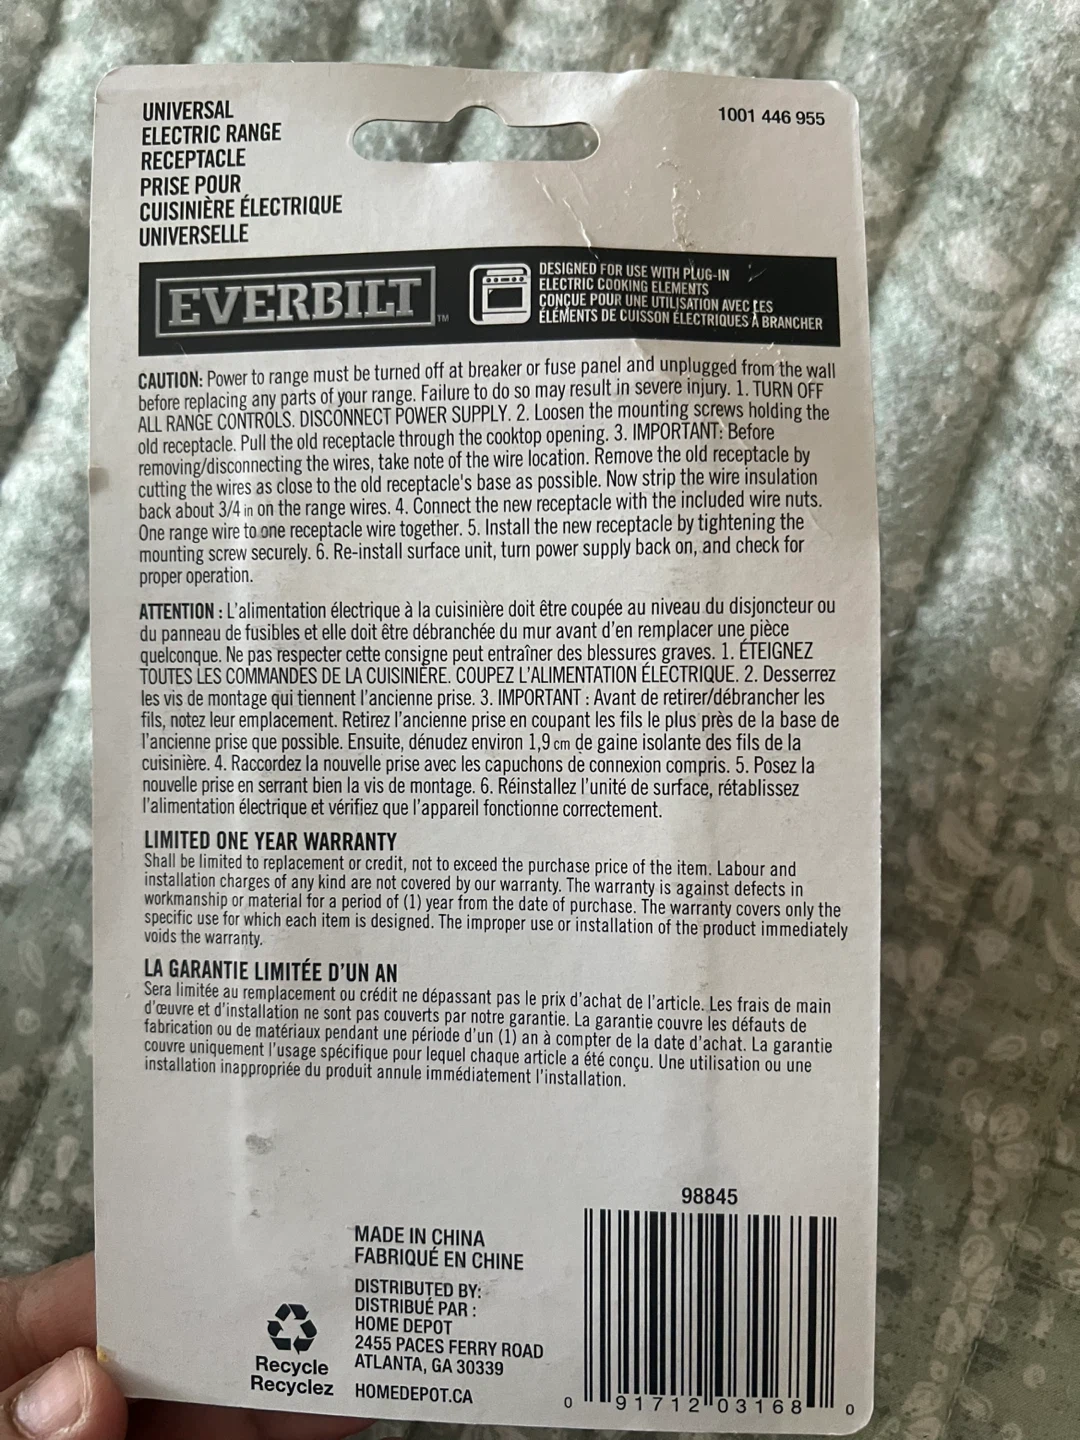 UNIVERSAL
ELECTRIC RANGE
RECEPTACLE
PRISE POUR
CUISINIÈRE ÉLECTRIQUE
UNIVERSELLE
1001 446 955
EVERBILT™
DESIGNED FOR USE WITH PLUG-IN
ELECTRIC COOKING ELEMENTS
CONÇUE POUR UNE UTILISATION AVEC LES
ÉLÉMENTS DE CUISSON ÉLECTRIQUES À BRANCHER
CAUTION: Power to range must be turned off at breaker or fuse panel and unplugged from the wall
before replacing any parts of your range. Failure to do so may result in severe injury. 1. TURN OFF
ALL RANGE CONTROLS. DISCONNECT POWER SUPPLY. 2. Loosen the mounting screws holding the
old receptacle. Pull the old receptacle through the cooktop opening. 3. IMPORTANT: Before
removing/disconnecting the wires, take note of the wire location. Remove the old receptacle by
cutting the wires as close to the old receptacle's base as possible. Now strip the wire insulation
back about 3/4 in on the range wires. 4. Connect the new receptacle with the included wire nuts.
One range wire to one receptacle wire together. 5. Install the new receptacle by tightening the
mounting screw securely. 6. Re-install surface unit, turn power supply back on, and check for
proper operation.
ATTENTION : L'alimentation électrique à la cuisinière doit être coupée au niveau du disjoncteur ou
du panneau de fusibles et elle doit être débranchée du mur avant d'en remplacer une pièce
quelconque. Ne pas respecter cette consigne peut entraîner des blessures graves. 1. ÉTEIGNEZ
TOUTES LES COMMANDES DE LA CUISINIÈRE. COUPEZ L'ALIMENTATION ÉLECTRIQUE. 2. Desserrez
les vis de montage qui tiennent l'ancienne prise. 3. IMPORTANT : Avant de retirer/débrancher les
fils, notez leur emplacement. Retirez l'ancienne prise en coupant les fils le plus près de la base de
l'ancienne prise que possible. Ensuite, dénudez environ 1,9 cm de gaine isolante des fils de la
cuisinière. 4. Raccordez la nouvelle prise avec les capuchons de connexion compris. 5. Posez la
nouvelle prise en serrant bien la vis de montage. 6. Réinstallez l'unité de surface, rétablissez
l'alimentation électrique et vérifiez que l'appareil fonctionne correctement.
LIMITED ONE YEAR WARRANTY
Shall be limited to replacement or credit, not to exceed the purchase price of the item. Labour and
installation charges of any kind are not covered by our warranty. The warranty is against defects in
workmanship or material for a period of (1) year from the date of purchase. The warranty covers only the
specific use for which each item is designed. The improper use or installation of the product immediately
voids the warranty.
LA GARANTIE LIMITÉE D'UN AN
Sera limitée au remplacement ou crédit ne dépassant pas le prix d'achat de l'article. Les frais de main
d'œuvre et d'installation ne sont pas couverts par notre garantie. La garantie couvre les défauts de
fabrication ou de matériaux pendant une période d'un (1) an à compter de la date d'achat. La garantie
couvre uniquement l'usage spécifique pour lequel chaque article a été conçu. Une utilisation ou une
installation inappropriée du produit annule immédiatement l'installation.
MADE IN CHINA
FABRIQUÉ EN CHINE
DISTRIBUTED BY:
DISTRIBUÉ PAR :
HOME DEPOT
2455 PACES FERRY ROAD
ATLANTA, GA 30339
HOMEDEPOT.CA
Recycle
Recyclez
98845
0 91712 03168 0